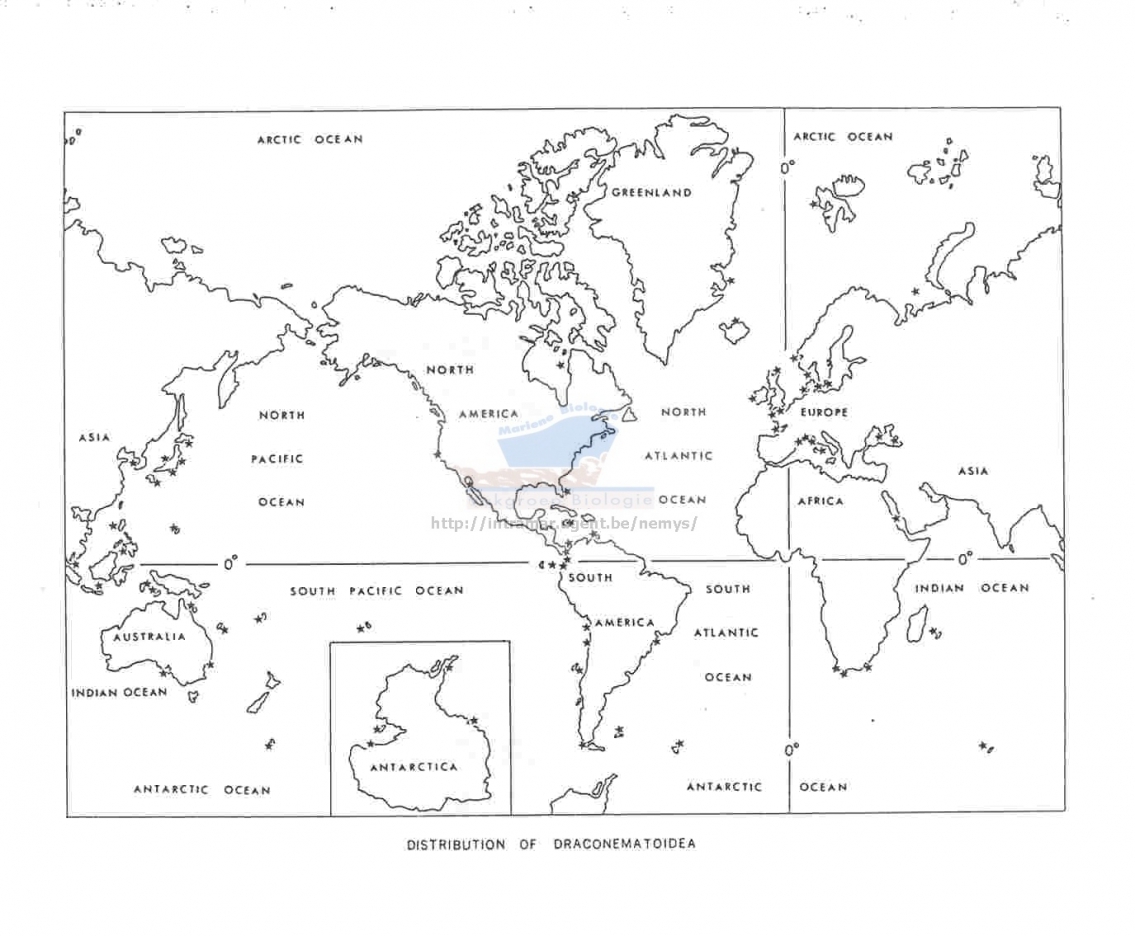 ARCTIC OCEAN
ARCTIC OCEAN
0°
GREENLAND
NORTH
AMERICA
NORTH
PACIFIC
OCEAN
ASIA
NORTH
ATLANTIC
OCEAN
EUROPE
ASIA
AFRICA
Mariene Biologie
Biologie
http://intramar.ugent.be/nemys/
0°
0°
SOUTH PACIFIC OCEAN
SOUTH
AMERICA
SOUTH
ATLANTIC
OCEAN
INDIAN OCEAN
AUSTRALIA
INDIAN OCEAN
0°
ANTARCTICA
ANTARCTIC OCEAN
ANTARCTIC OCEAN
DISTRIBUTION OF DRACONEMATOIDEA